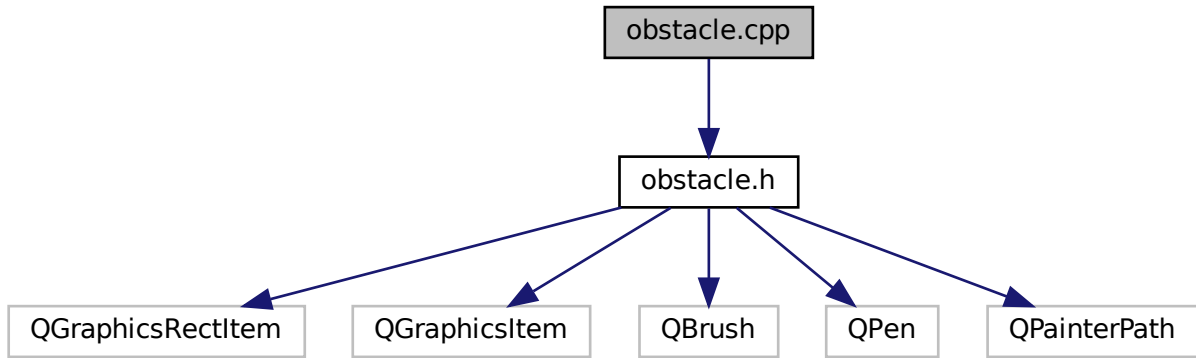 obstacle.cpp
obstacle.h
QGraphicsRectItem
QGraphicsItem
QBrush
QPen
QPainterPath